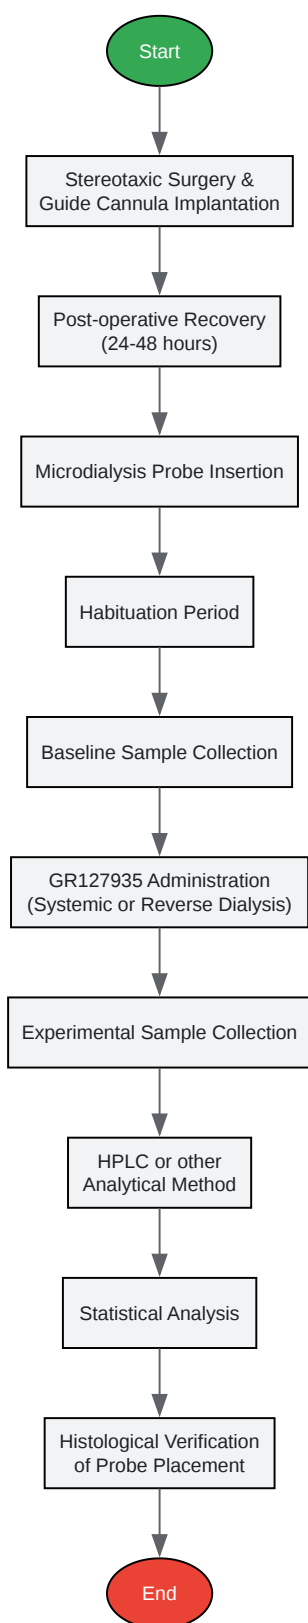 Start
Stereotaxic Surgery &
Guide Cannula Implantation
Post-operative Recovery
(24-48 hours)
Microdialysis Probe Insertion
Habituation Period
Baseline Sample Collection
GR127935 Administration
(Systemic or Reverse Dialysis)
Experimental Sample Collection
HPLC or other
Analytical Method
Statistical Analysis
Histological Verification
of Probe Placement
End